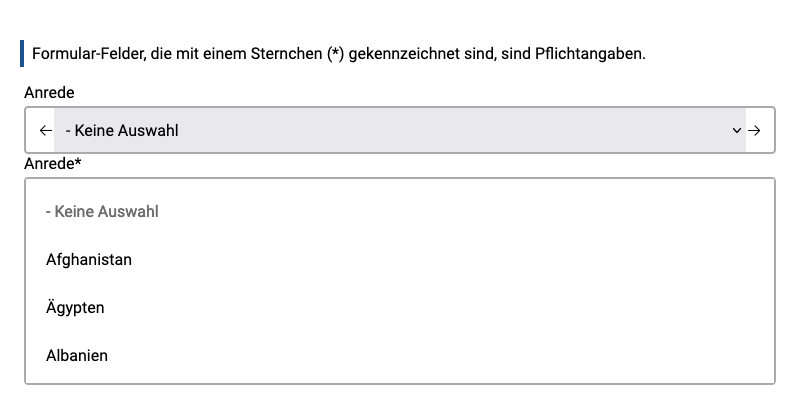 Formular-Felder, die mit einem Sternchen (*) gekennzeichnet sind, sind Pflichtangaben.
Anrede
- Keine Auswahl
Anrede*
- Keine Auswahl
Afghanistan
Ägypten
Albanien